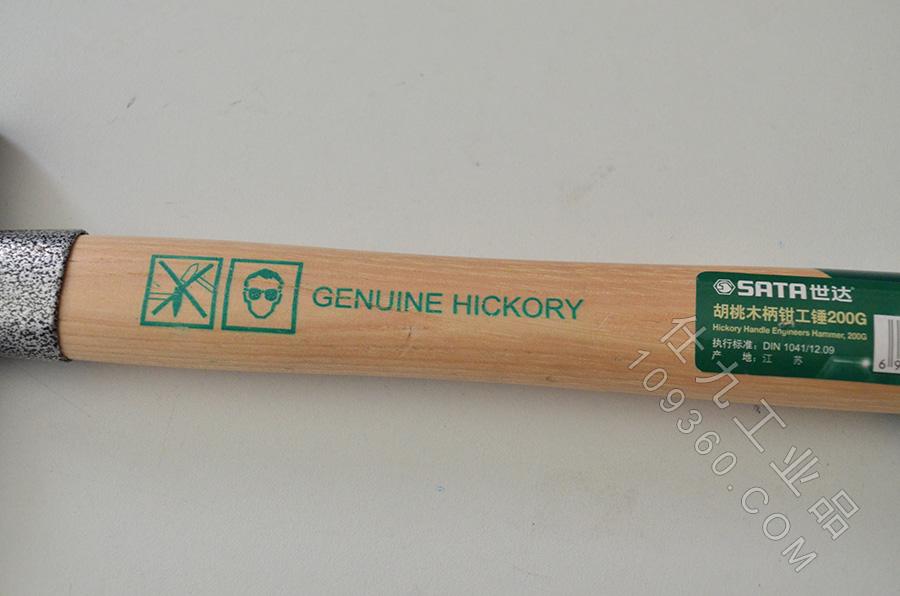 GENUINE HICKORY
SATA世达
胡桃木柄钳工锤200G
Hickory Handle Engineers Hammer, 200G
执行标准: DIN 1041/12.09
产 地: 江 苏
69
仕九工业品
109360.COM